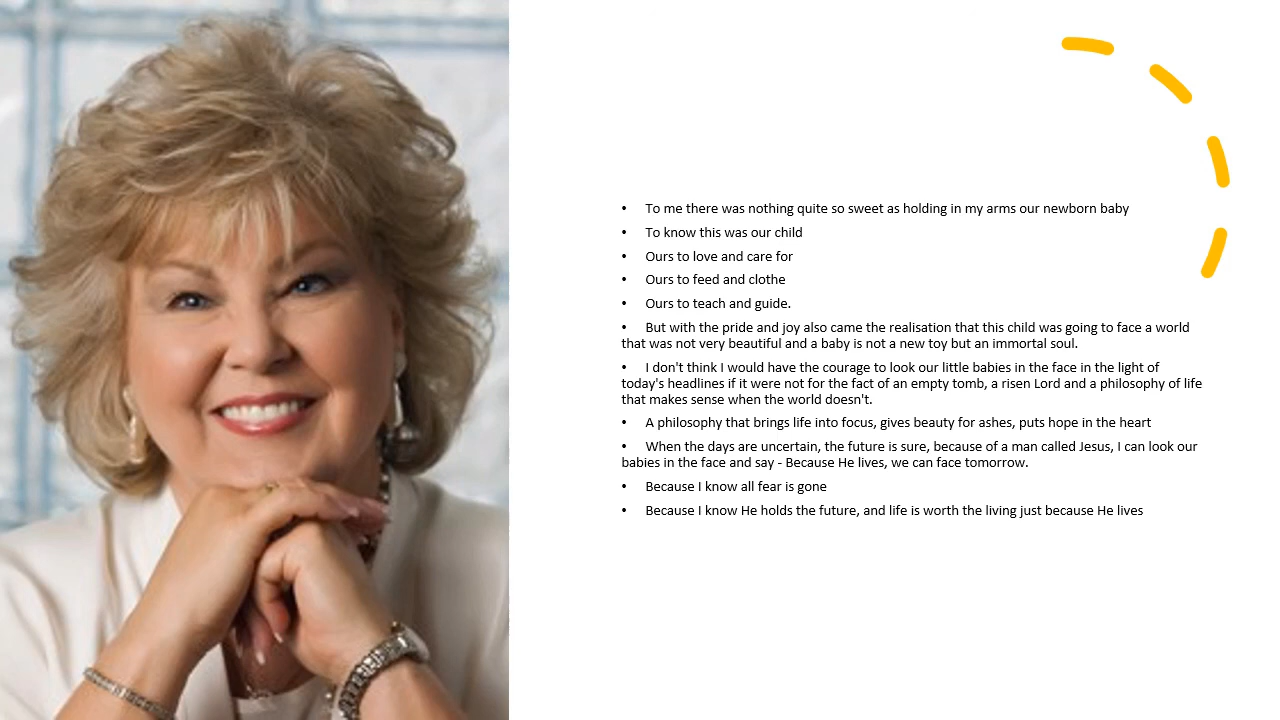 • To me there was nothing quite so sweet as holding in my arms our newborn baby
• To know this was our child
• Ours to love and care for
• Ours to feed and clothe
• Ours to teach and guide.
• But with the pride and joy also came the realisation that this child was going to face a world
that was not very beautiful and a baby is not a new toy but an immortal soul.
• I don't think I would have the courage to look our little babies in the face in the light of
today's headlines if it were not for the fact of an empty tomb, a risen Lord and a philosophy of life
that makes sense when the world doesn't.
• A philosophy that brings life into focus, gives beauty for ashes, puts hope in the heart
• When the days are uncertain, the future is sure, because of a man called Jesus, I can look our
babies in the face and say - Because He lives, we can face tomorrow.
• Because I know all fear is gone
• Because I know He holds the future, and life is worth the living just because He lives